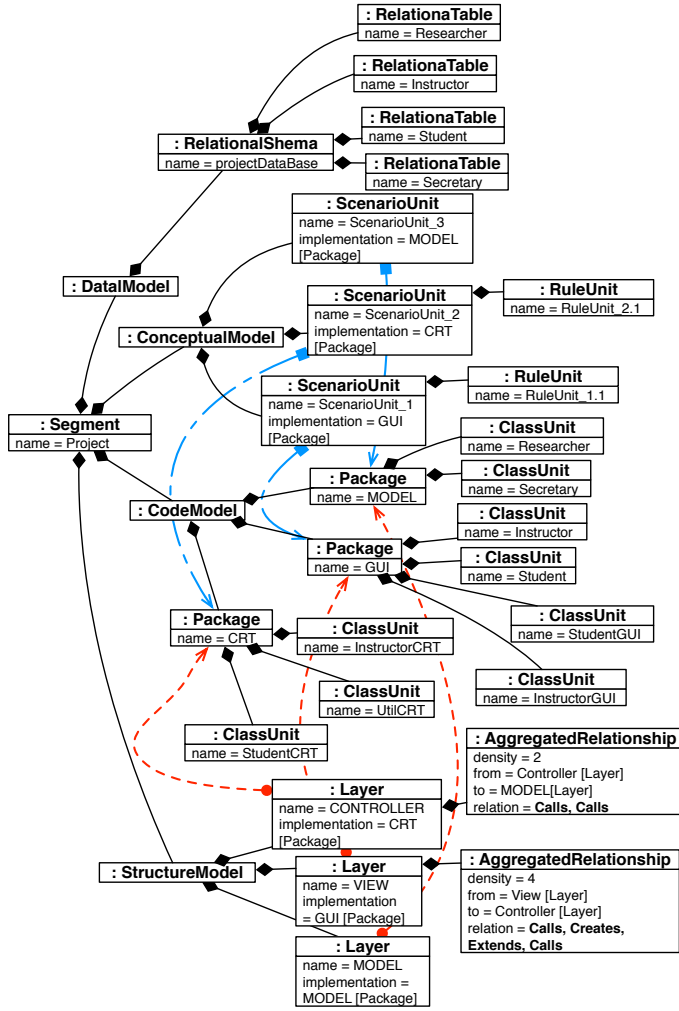 : RelationaTable
name = Researcher
: RelationaTable
name = Instructor
: RelationalShema
name = projectDataBase
: RelationaTable
name = Student
: RelationaTable
name = Secretary
: ScenarioUnit
name = ScenarioUnit_3
implementation = MODEL
[Package]
: DatalModel
: ScenarioUnit
name = ScenarioUnit_2
implementation = CRT
[Package]
: RuleUnit
name = RuleUnit_2.1
: ConceptualModel
: ScenarioUnit
name = ScenarioUnit_1
implementation = GUI
[Package]
: RuleUnit
name = RuleUnit_1.1
: Segment
name = Project
: ClassUnit
name = Researcher
: ClassUnit
name = Secretary
: Package
name = MODEL
: CodeModel
: ClassUnit
name = Instructor
: Package
name = GUI
: ClassUnit
name = Student
: ClassUnit
name = StudentGUI
: Package
name = CRT
: ClassUnit
name = InstructorCRT
: ClassUnit
name = InstructorGUI
: ClassUnit
name = UtilCRT
: ClassUnit
name = StudentCRT
: AggregatedRelationship
density = 2
from = Controller [Layer]
to = MODEL[Layer]
relation = Calls, Calls
: Layer
name = CONTROLLER
implementation = CRT
[Package]
: StructureModel
: Layer
name = VIEW
implementation
= GUI [Package]
: AggregatedRelationship
density = 4
from = View [Layer]
to = Controller [Layer]
relation = Calls, Creates,
Extends, Calls
: Layer
name = MODEL
implementation =
MODEL [Package]